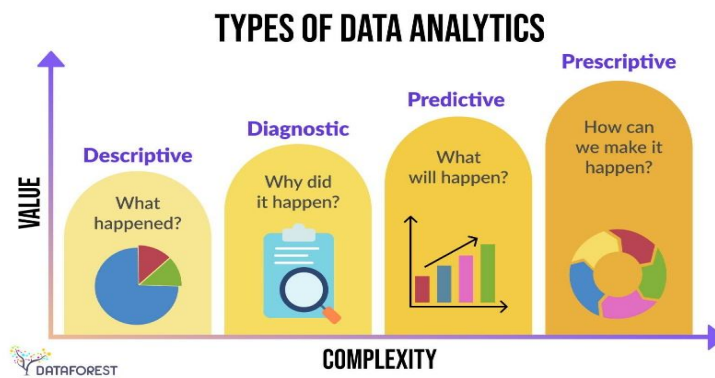 TYPES OF DATA ANALYTICS
Prescriptive
Predictive
Diagnostic
Descriptive
How can
we make it
happen?
What
will happen?
Why did
it happen?
What
happened?
VALUE
COMPLEXITY
DATAFOREST